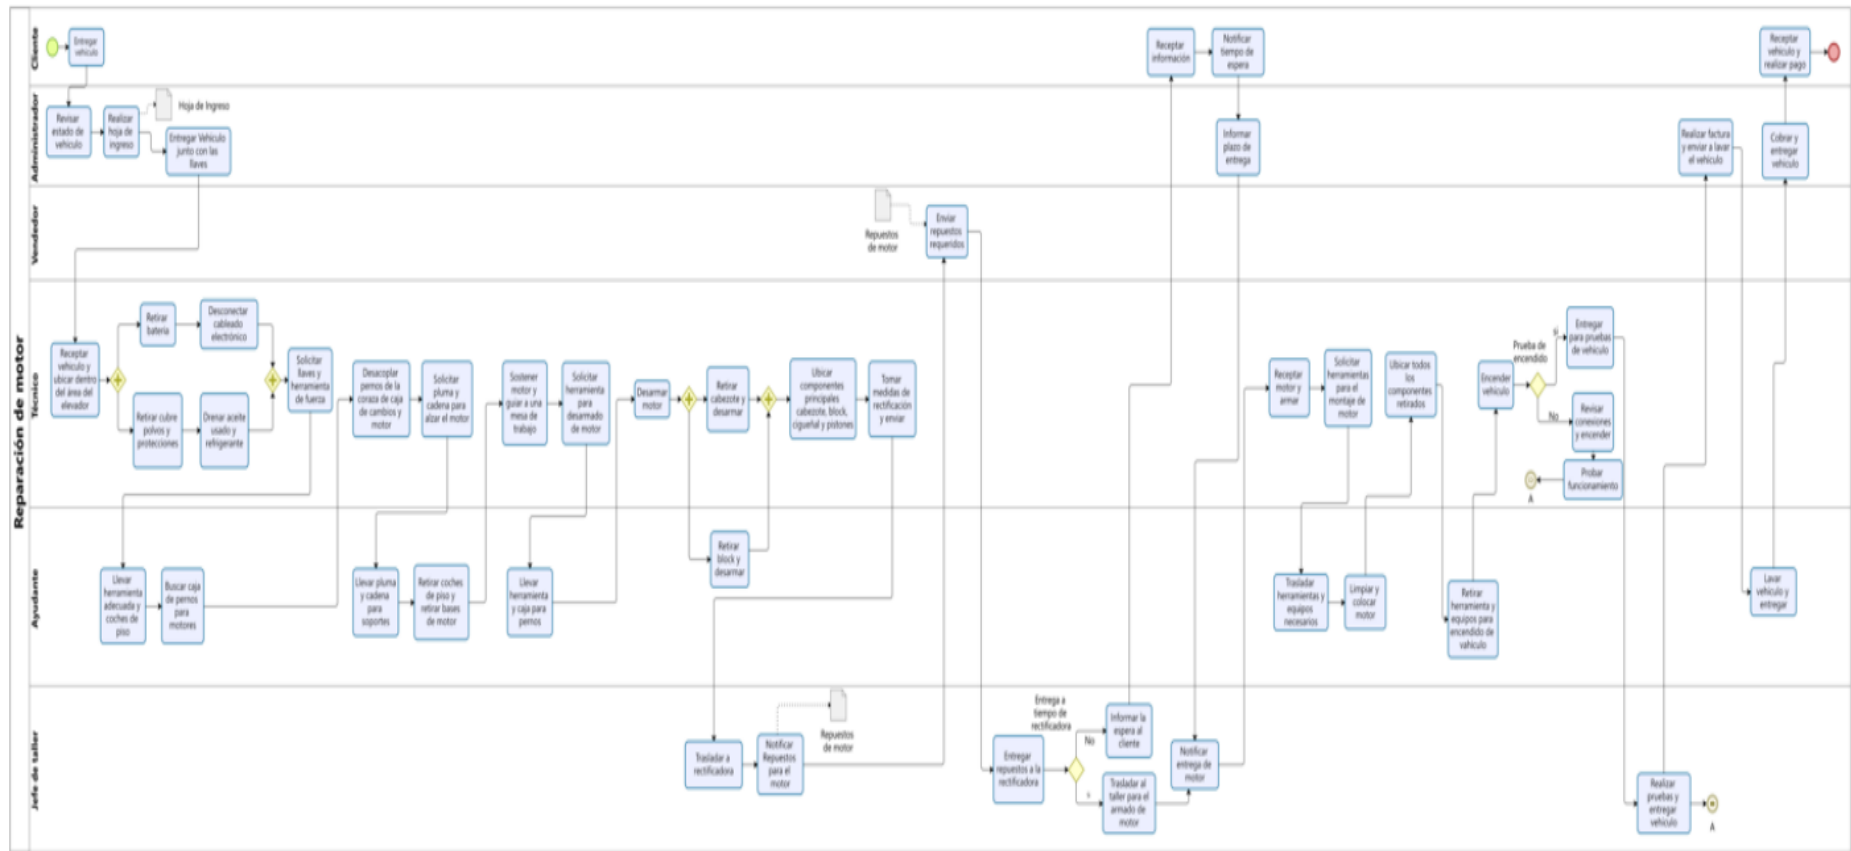 Reparación de motor
Cliente
Entregar
vehículo
Receptar
información
Notificar
tiempo de
espera
Receptar
vehículo y
realizar pago
Administrador
Revisar
estado de
vehículo
Realizar
hoja de
ingreso
Hoja de Ingreso
Entregar Vehículo
junto con las
llaves
Informar
plazo de
entrega
Realizar factura
y enviar a lavar
el vehículo
Cobrar y
entregar
vehículo
Vendedor
Repuestos
de motor
Enviar
repuestos
requeridos
Técnico
Receptar
vehículo y
ubicar dentro
del área del
elevador
Retirar
batería
Desconectar
cableado
electrónico
Retirar cubre
polvos y
protecciones
Drenar aceite
usado y
refrigerante
Solicitar
llaves y
herramienta
de fuerza
Desacoplar
pernos de la
coraza de caja
de cambios y
motor
Solicitar
pluma y
cadena para
alzar el motor
Sostener
motor y
guiar a una
mesa de
trabajo
Solicitar
herramienta
para
desarmado
de motor
Desarmar
motor
Retirar
cabezote y
desarmar
Ubicar
componentes
principales
cabezote, block,
cigueñal y pistones
Tomar
medidas de
rectificación
y enviar
Receptar
motor y
armar
Solicitar
herramientas
para el
montaje de
motor
Ubicar todos
los
componentes
retirados
Encender
vehículo
Prueba de
encendido
si
Entregar
para pruebas
de vehículo
No
Revisar
conexiones
y encender
Probar
funcionamiento
A
Ayudante
Llevar
herramienta
adecuada y
coches de
piso
Buscar caja
de pernos
para
motores
Llevar pluma
y cadena
para
soportes
Retirar coches
de piso y
retirar bases
de motor
Llevar
herramienta
y caja para
pernos
Retirar
block y
desarmar
Trasladar
herramientas y
equipos
necesarios
Limpiar y
colocar
motor
Retirar
herramienta y
equipos para
encendido de
vehículo
Lavar
vehículo y
entregar
Jefe de taller
Trasladar a
rectificadora
Notificar
Repuestos
para el
motor
Repuestos
de motor
Entregar
repuestos a la
rectificadora
Entrega a
tiempo de
rectificadora
No
Informar la
espera al
cliente
Trasladar al
taller para el
armado de
motor
Notificar
entrega de
motor
Realizar
pruebas y
entregar
vehículo
A